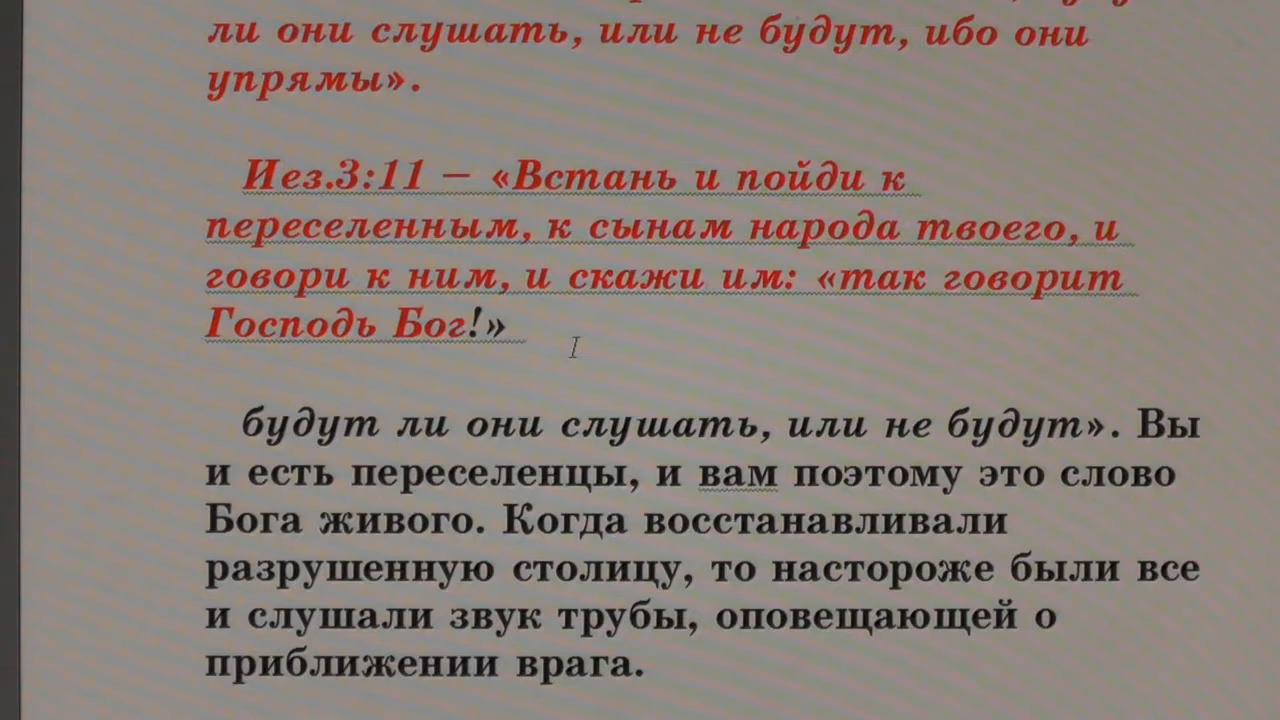 ли они слушать, или не будут, ибо они
упрямы».
Иез.3:11 – «Встань и пойди к
переселенным, к сынам народа твоего, и
говори к ним, и скажи им: «так говорит
Господь Бог!»
будут ли они слушать, или не будут». Вы
и есть переселенцы, и вам поэтому это слово
Бога живого. Когда восстанавливали
разрушенную столицу, то настороже были все
и слушали звук трубы, оповещающей о
приближении врага.